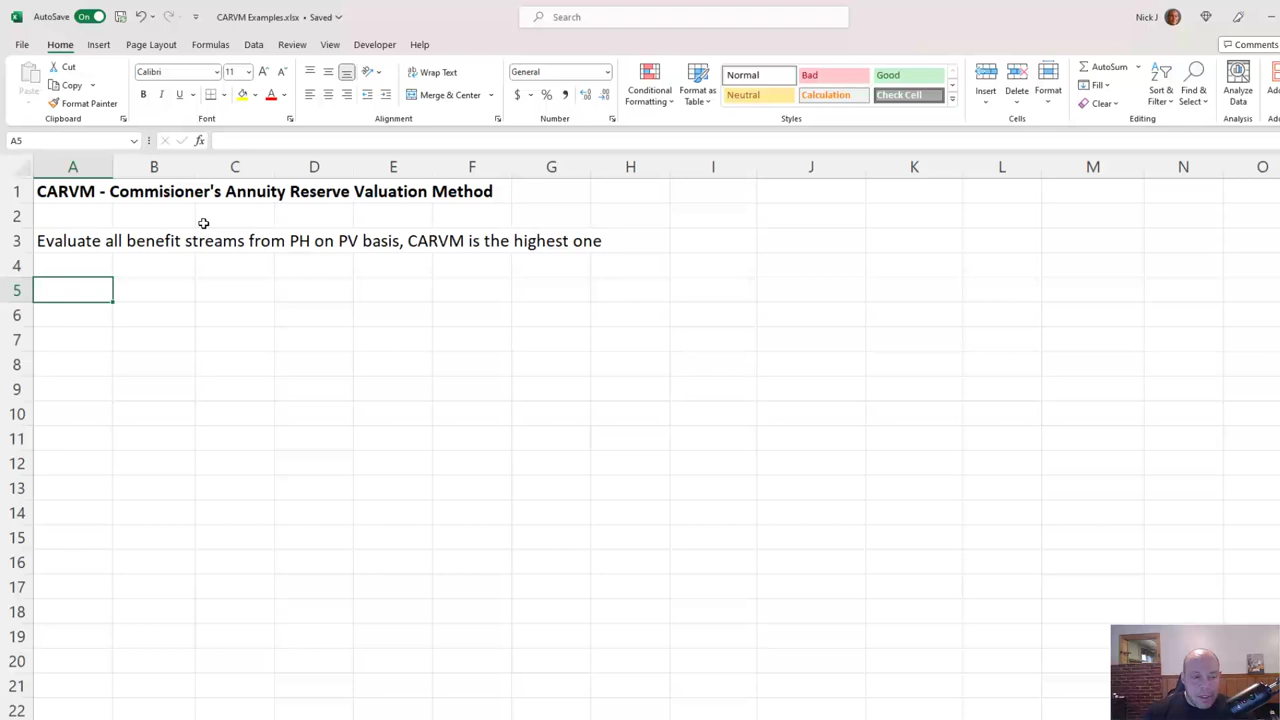 AutoSave On CARVM Examples.xlsx • Saved Search Nick J
File Home Insert Page Layout Formulas Data Review View Developer Help Comments
Paste Cut Copy Format Painter Clipboard
Calibri 11 B I U Font
Wrap Text Merge & Center Alignment
General $ % Number
Conditional Formatting Format as Table Normal Bad Good Neutral Calculation Check Cell Styles
Insert Delete Format Cells
AutoSum Fill Clear Sort & Filter Find & Select Editing
Analyze Data Analysis
A5 fx
A B C D E F G H I J K L M N O
1 CARVM - Commisioner's Annuity Reserve Valuation Method
2
3 Evaluate all benefit streams from PH on PV basis, CARVM is the highest one
4
5
6
7
8
9
10
11
12
13
14
15
16
17
18
19
20
21
22